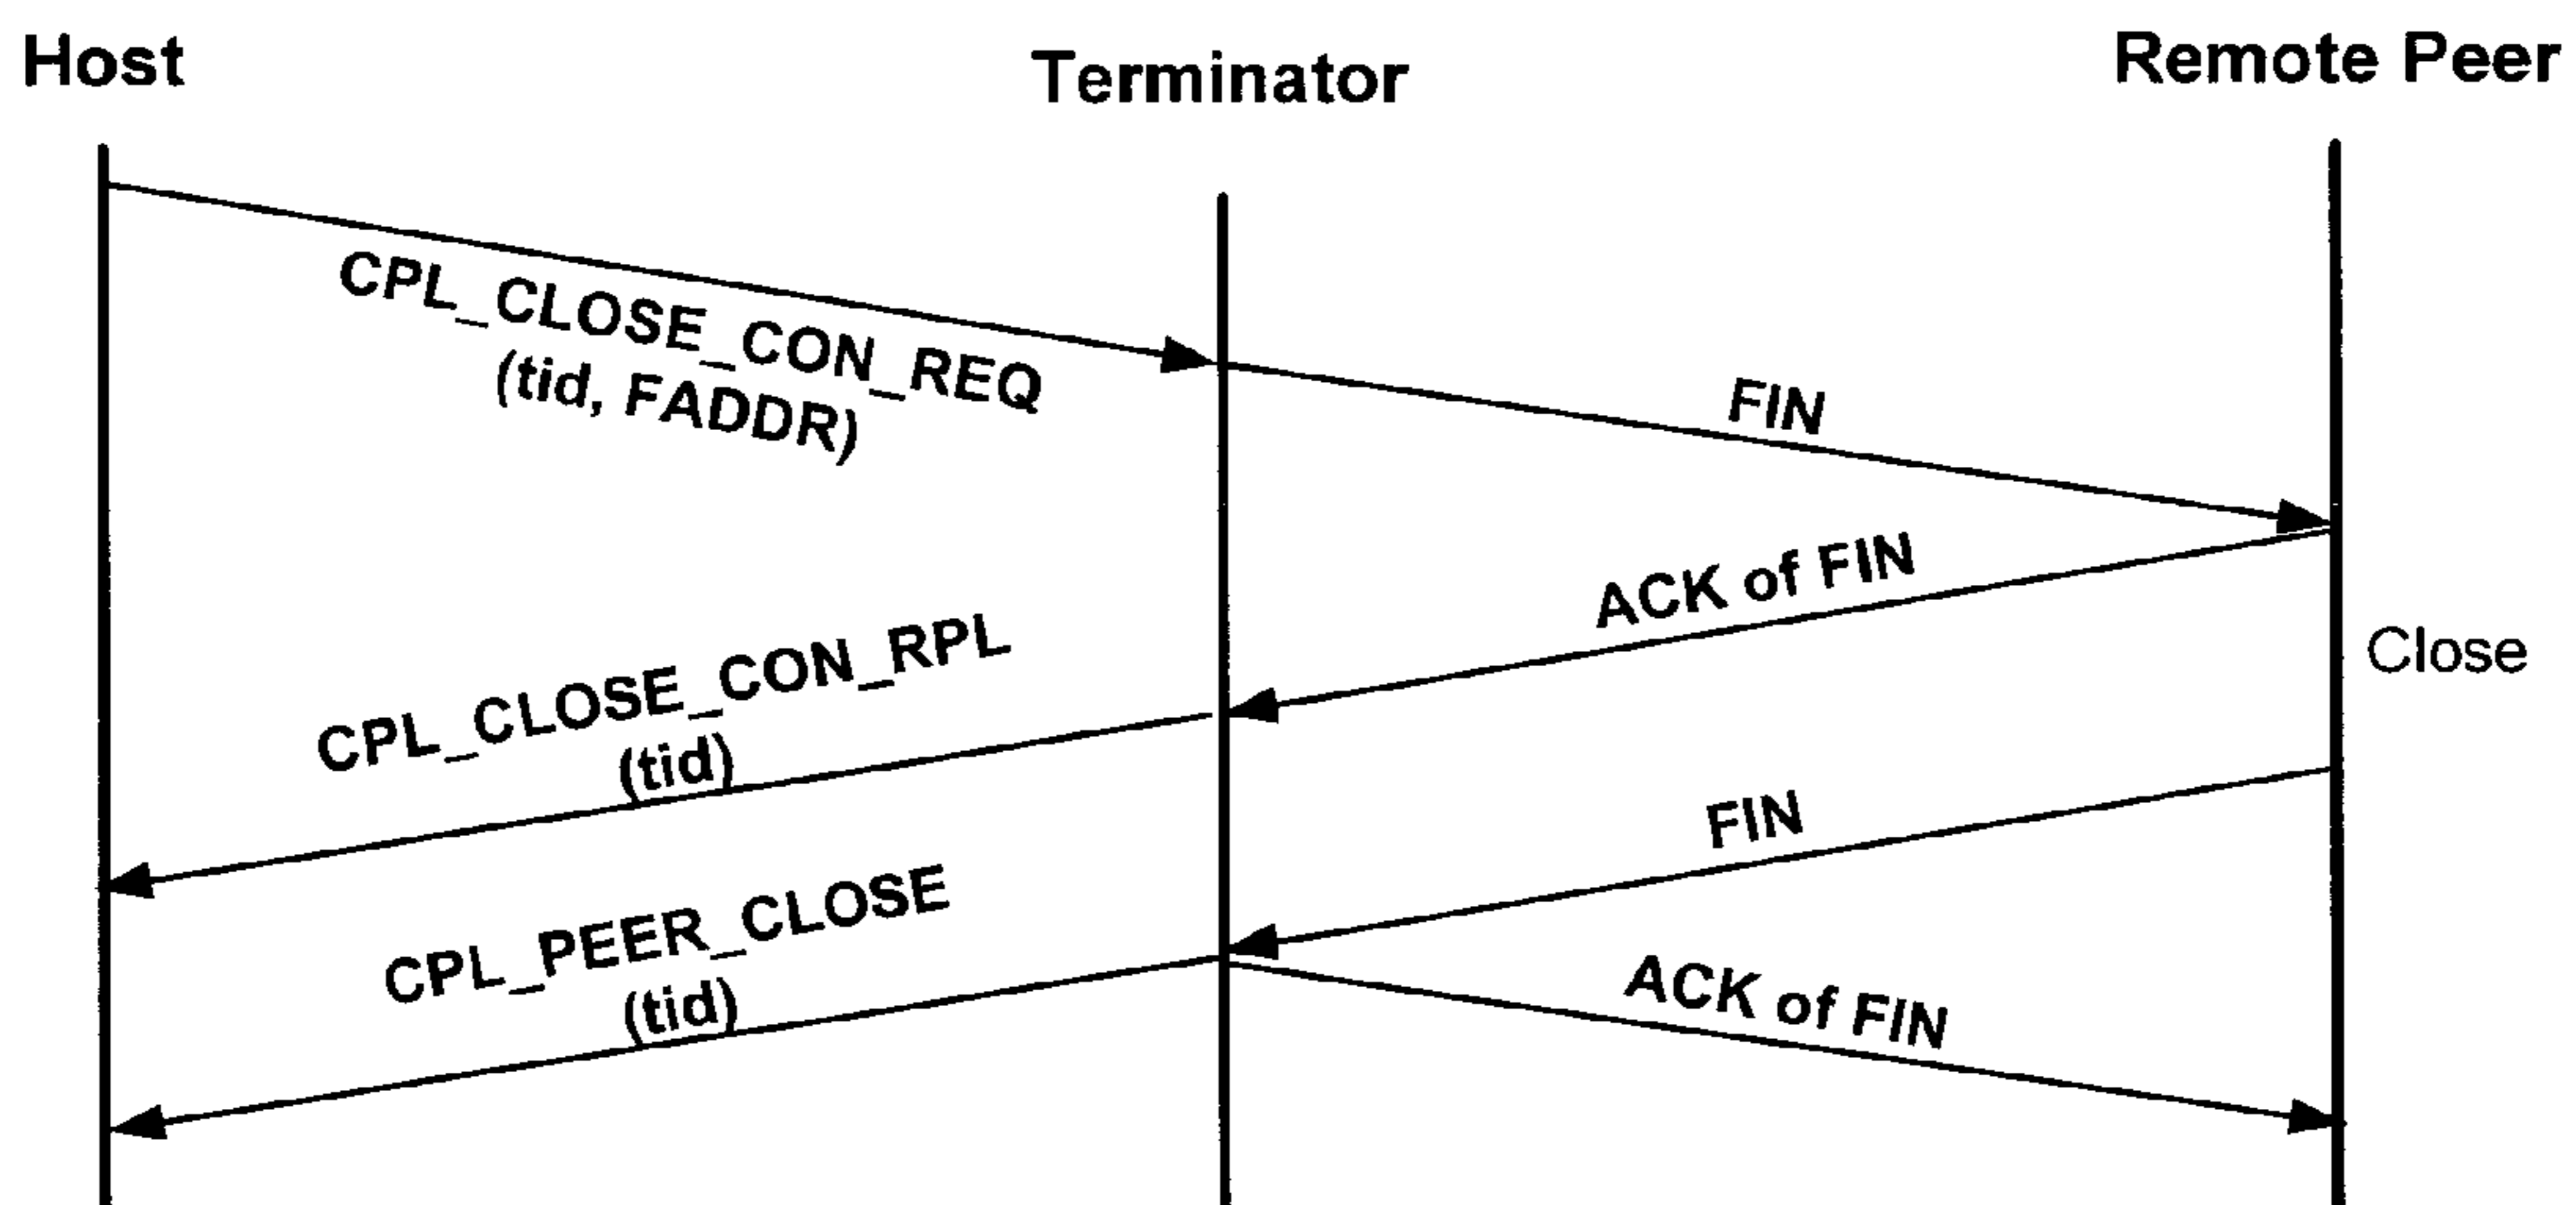 Host
Terminator
Remote Peer
CPL_CLOSE_CON_REQ
(tid, FADDR)
FIN
ACK of FIN
Close
CPL_CLOSE_CON_RPL
(tid)
FIN
CPL_PEER_CLOSE
(tid)
ACK of FIN